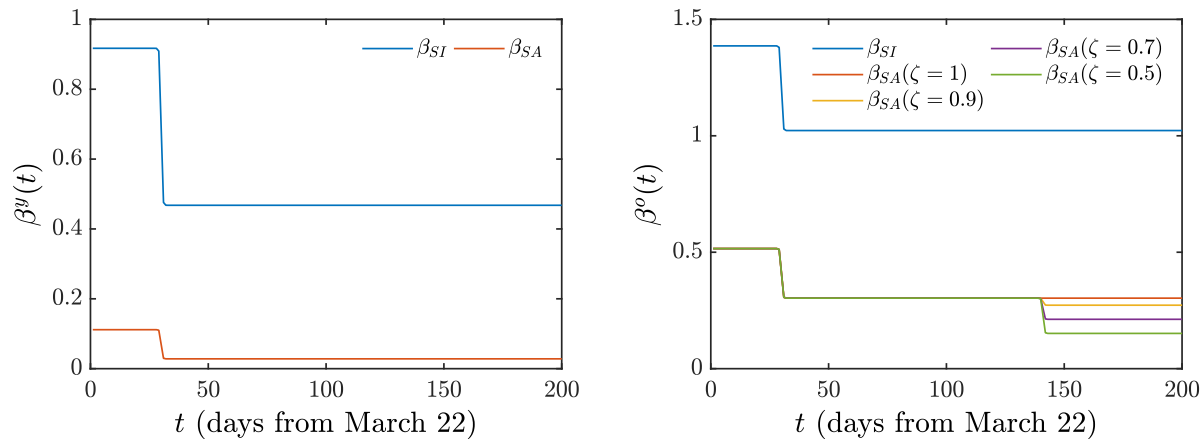 1
0.8
0.6
0.4
0.2
0
0 50 100 150 200
β^y(t)
t (days from March 22)
β_SI β_SA
1.5
1
0.5
0
0 50 100 150 200
β^o(t)
t (days from March 22)
β_SI
β_SA(ζ = 1)
β_SA(ζ = 0.9)
β_SA(ζ = 0.7)
β_SA(ζ = 0.5)